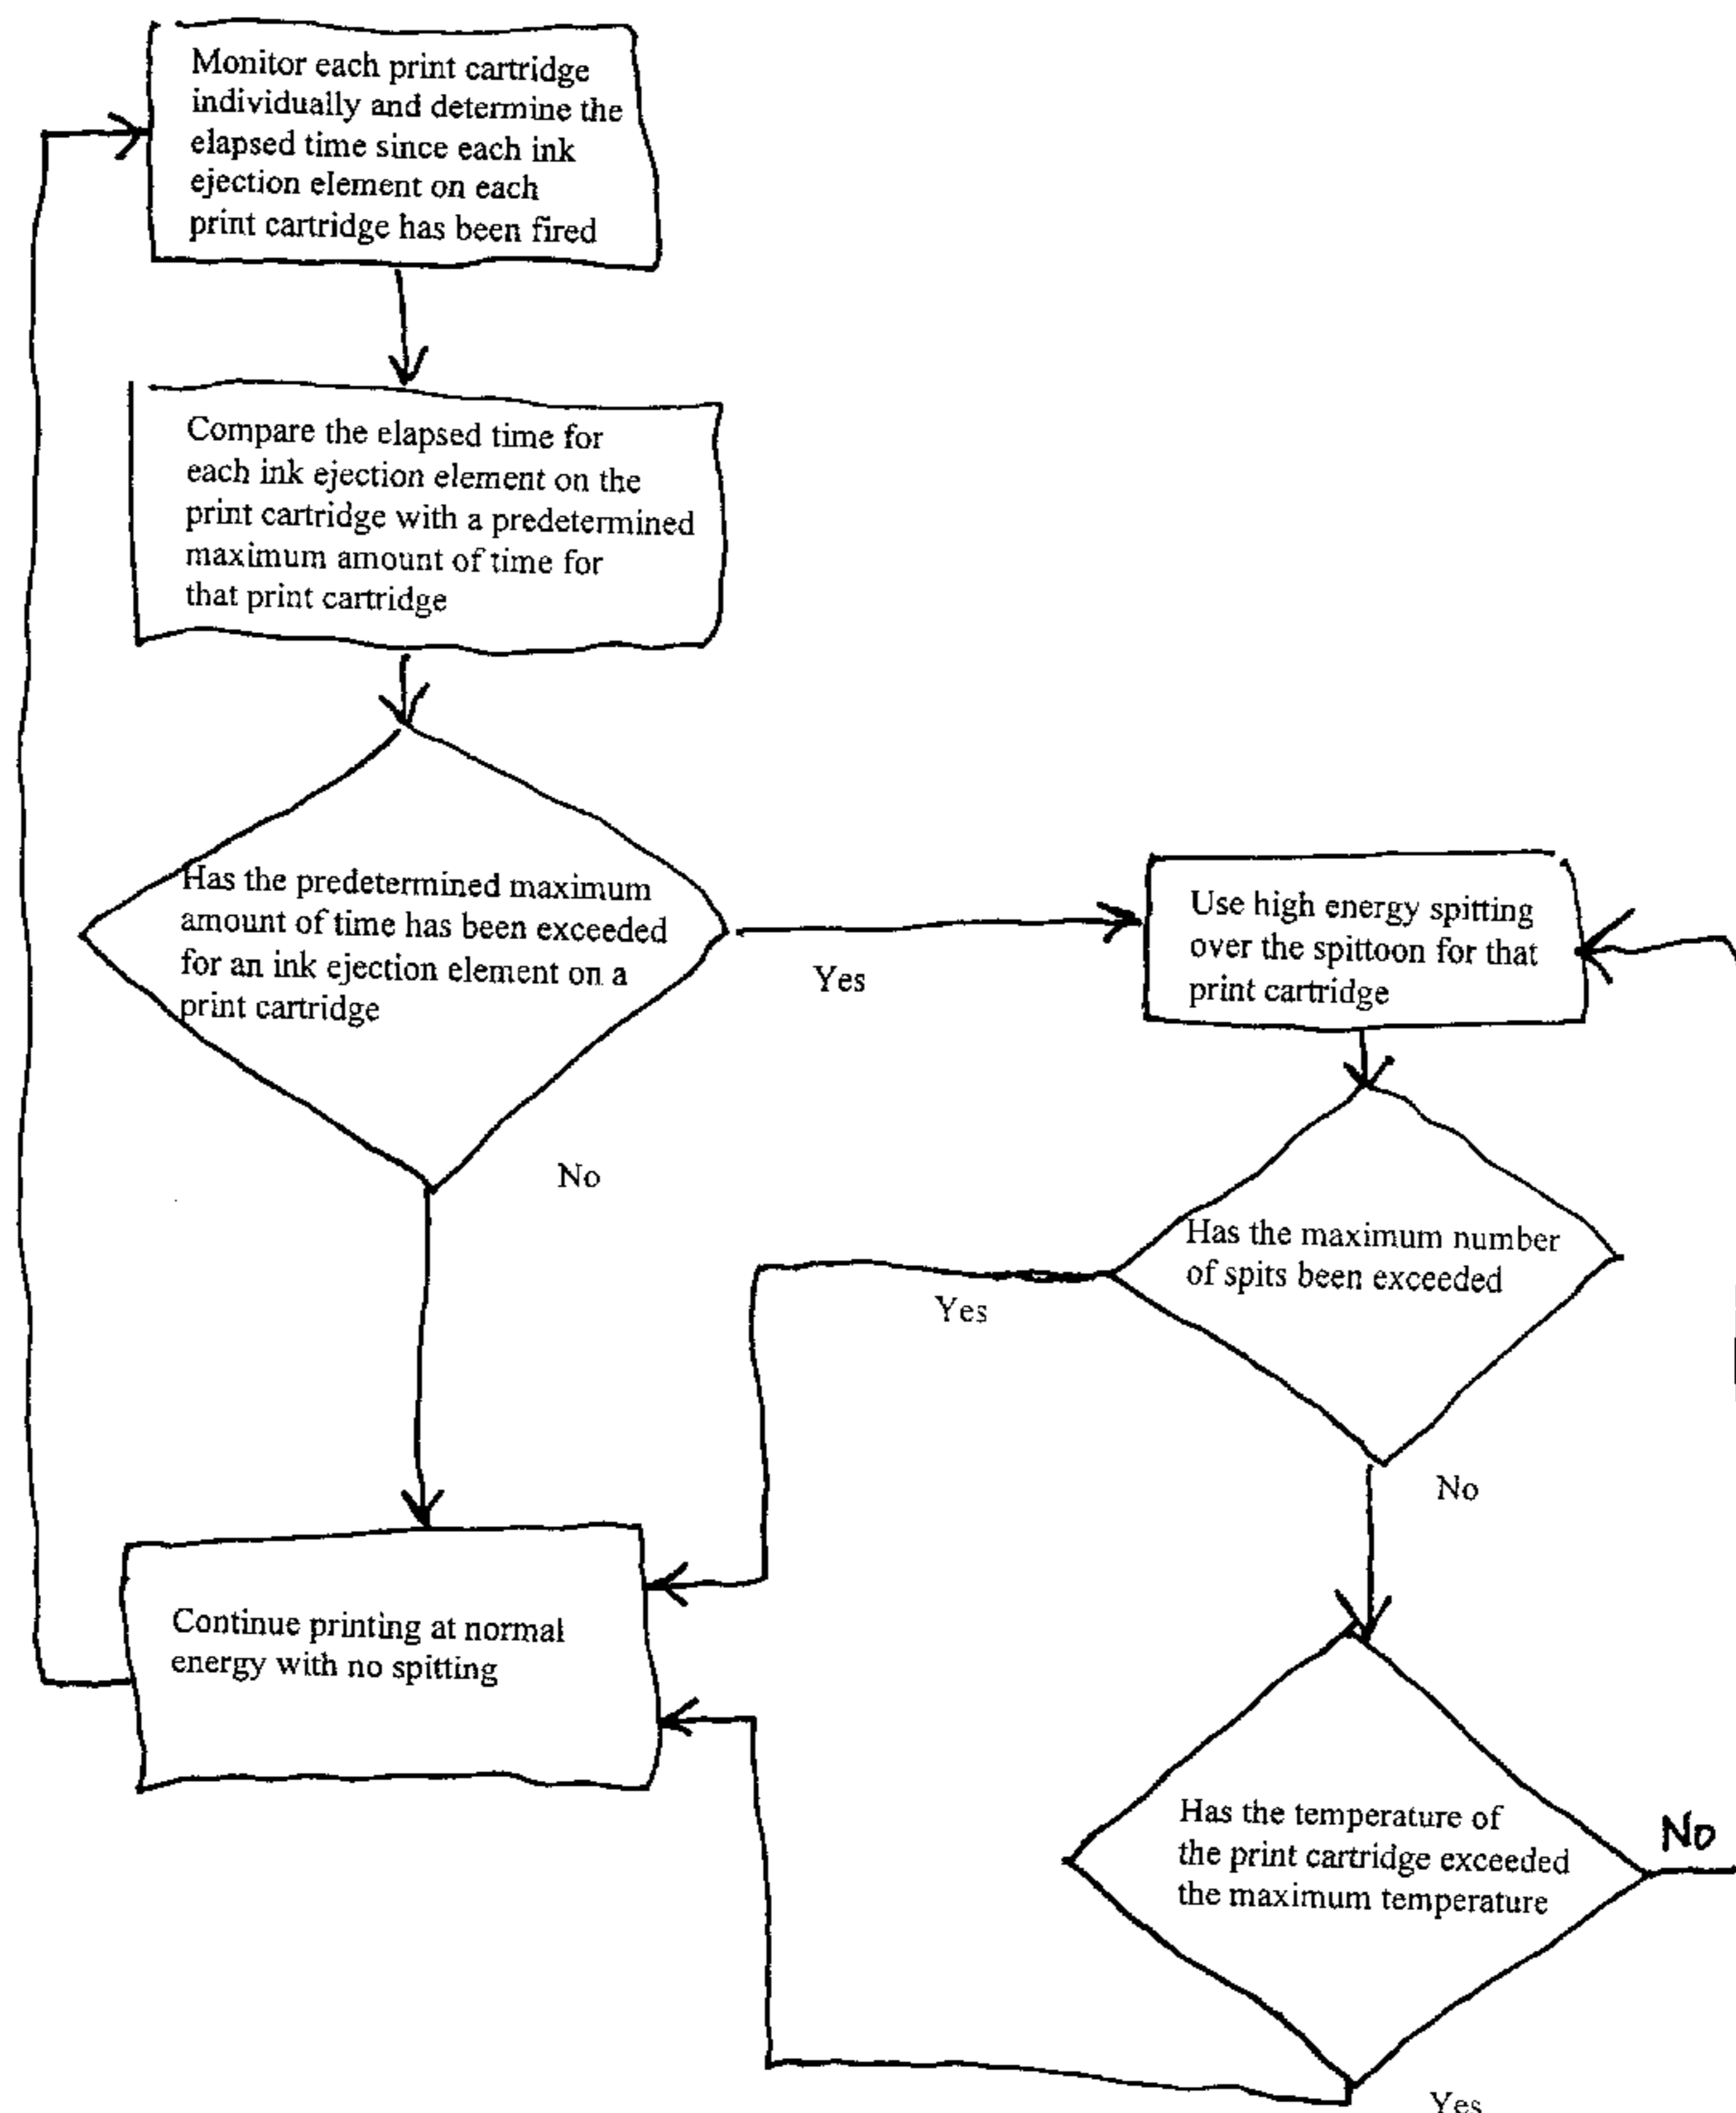 Monitor each print cartridge
individually and determine the
elapsed time since each ink
ejection element on each
print cartridge has been fired
Compare the elapsed time for
each ink ejection element on the
print cartridge with a predetermined
maximum amount of time for
that print cartridge
Has the predetermined maximum
amount of time has been exceeded
for an ink ejection element on a
print cartridge
Yes
No
Use high energy spitting
over the spittoon for that
print cartridge
Has the maximum number
of spits been exceeded
Yes
No
Continue printing at normal
energy with no spitting
Has the temperature of
the print cartridge exceeded
the maximum temperature
No
Yes